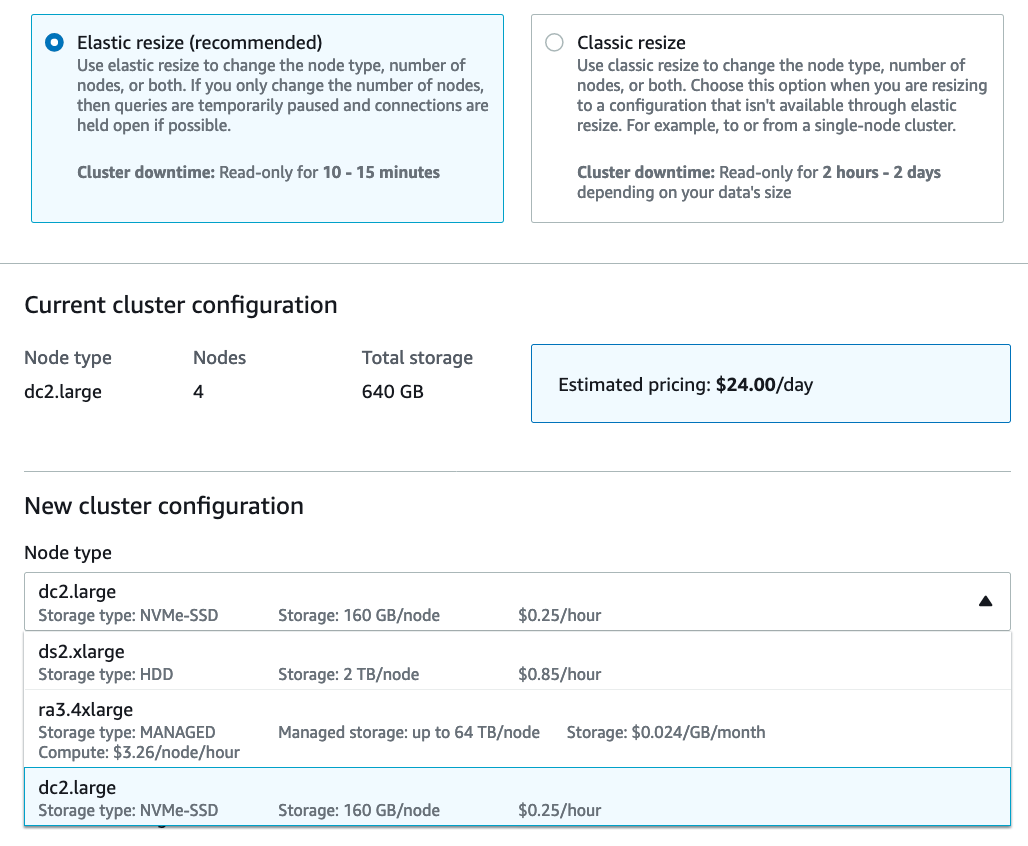 Elastic resize (recommended)
Use elastic resize to change the node type, number of
nodes, or both. If you only change the number of nodes,
then queries are temporarily paused and connections are
held open if possible.
Cluster downtime: Read-only for 10 - 15 minutes
Classic resize
Use classic resize to change the node type, number of
nodes, or both. Choose this option when you are resizing
to a configuration that isn't available through elastic
resize. For example, to or from a single-node cluster.
Cluster downtime: Read-only for 2 hours - 2 days
depending on your data's size
Current cluster configuration
Node type Nodes Total storage
dc2.large 4 640 GB
Estimated pricing: $24.00/day
New cluster configuration
Node type
dc2.large
Storage type: NVMe-SSD Storage: 160 GB/node $0.25/hour
ds2.xlarge
Storage type: HDD Storage: 2 TB/node $0.85/hour
ra3.4xlarge
Storage type: MANAGED Managed storage: up to 64 TB/node Storage: $0.024/GB/month
Compute: $3.26/node/hour
dc2.large
Storage type: NVMe-SSD Storage: 160 GB/node $0.25/hour